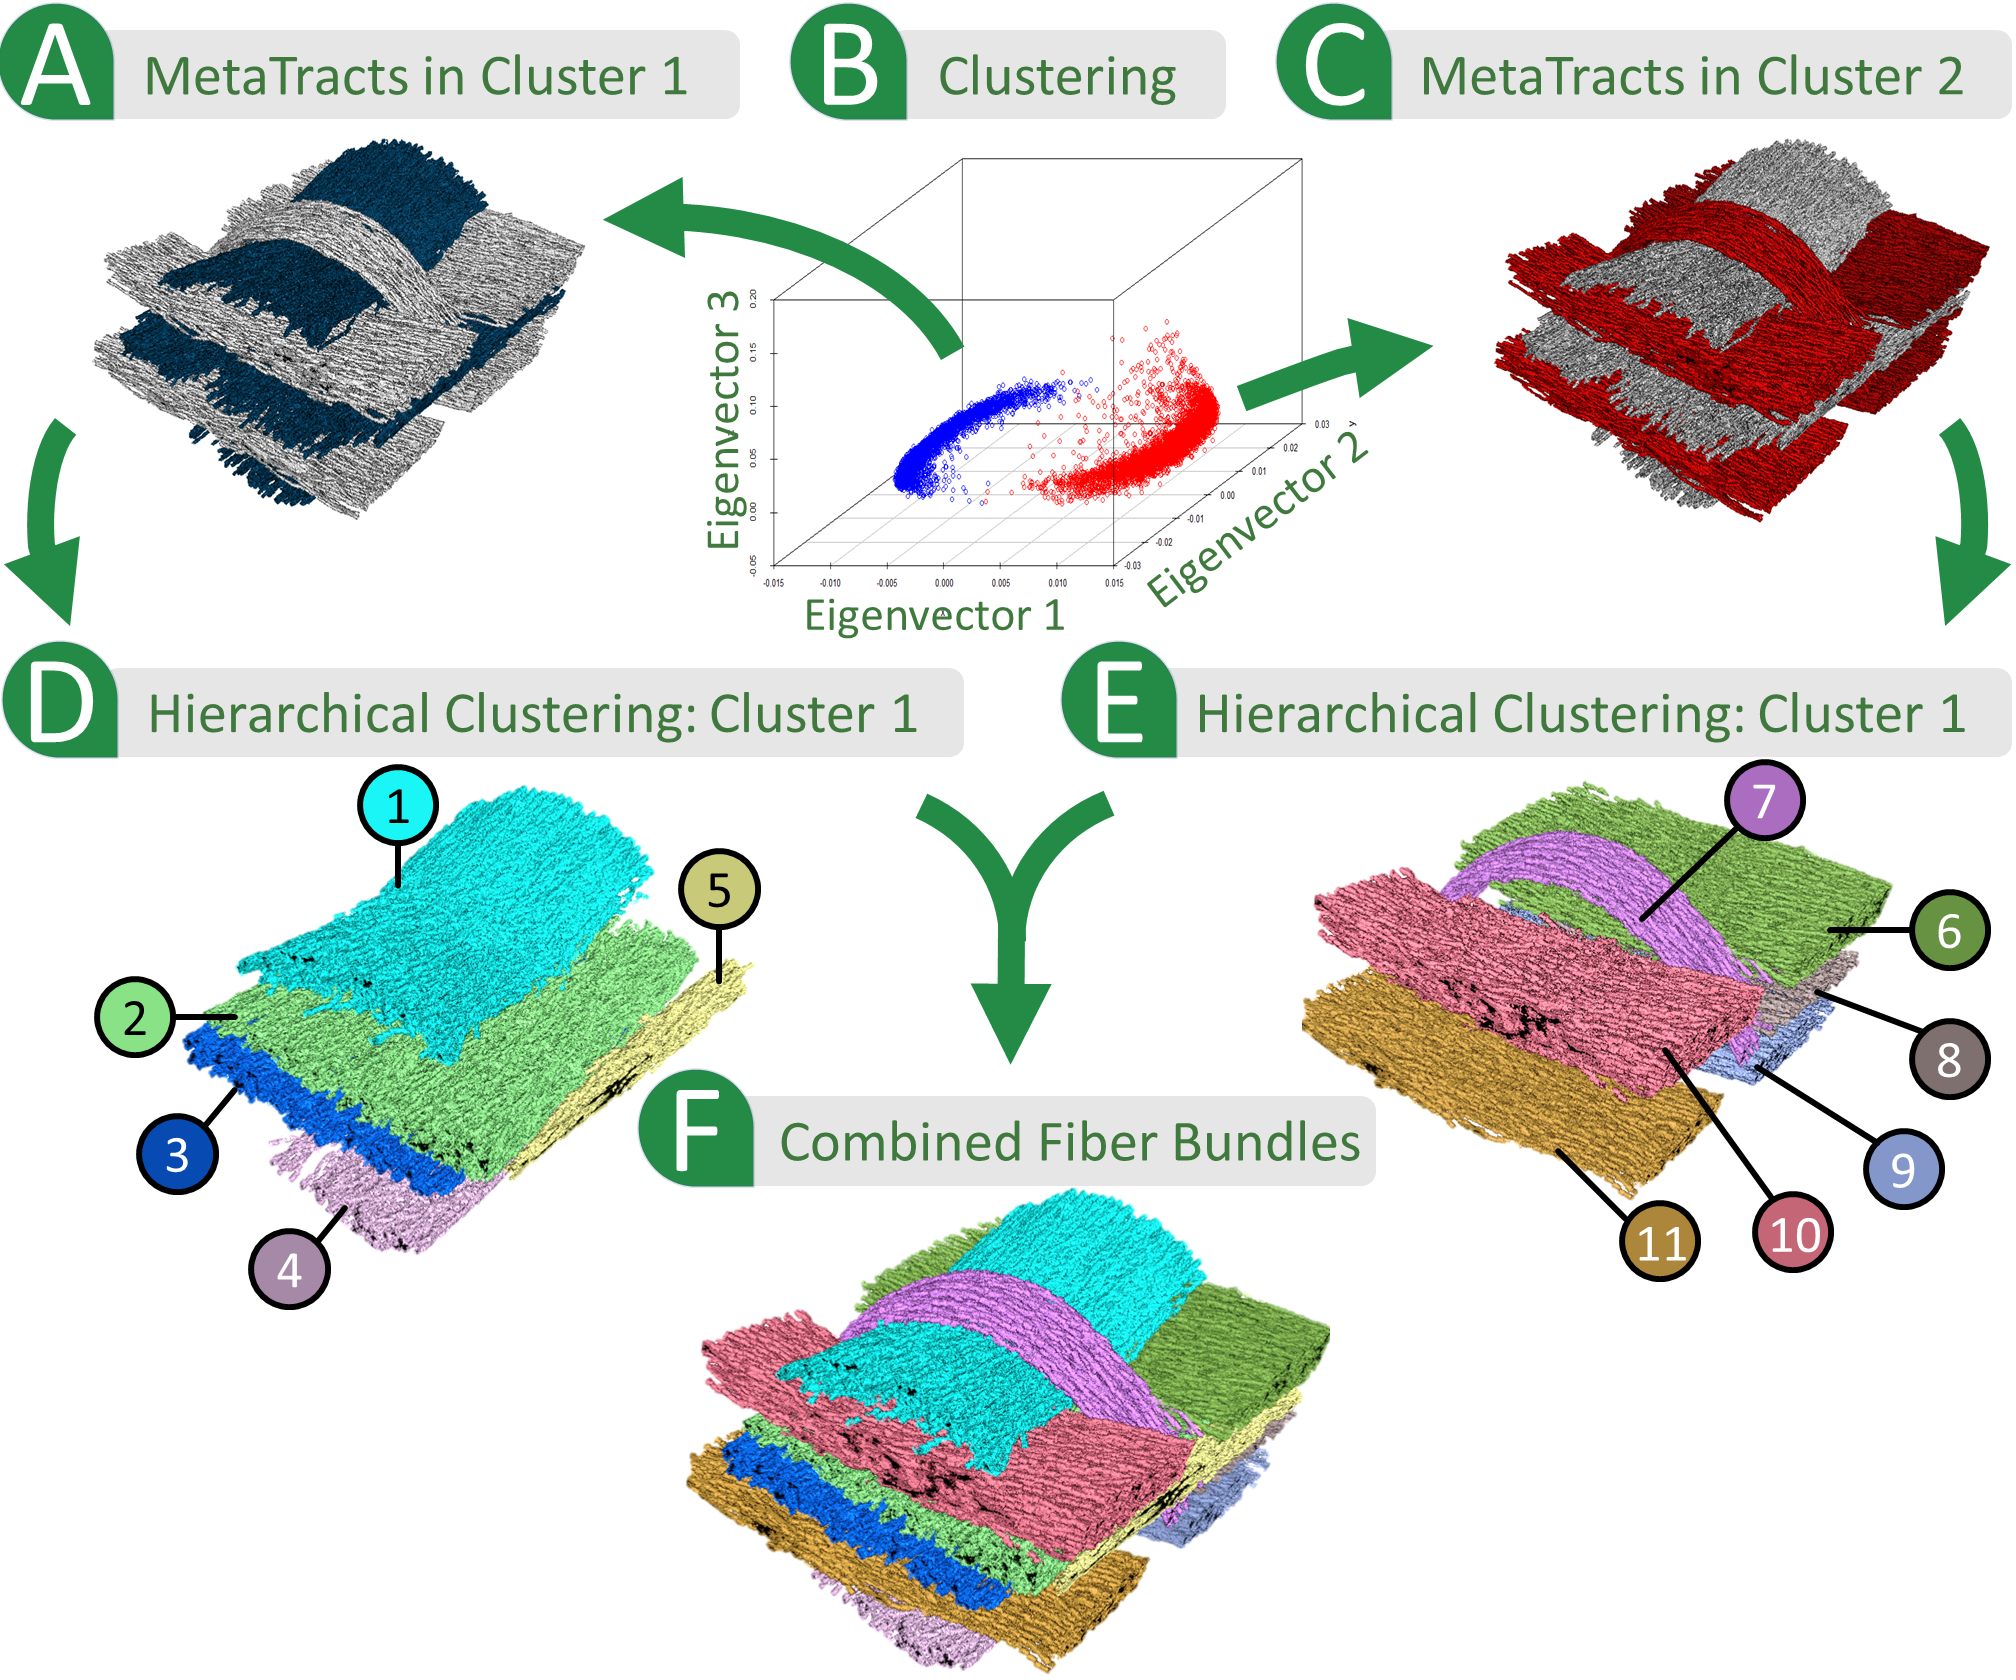 A MetaTracts in Cluster 1
B Clustering
C MetaTracts in Cluster 2
Eigenvector 3
-0.05 0.00 0.05 0.10 0.15 0.20
-0.015 -0.010 -0.005 0.000 0.005 0.010 0.015
Eigenvector 1
-0.03 -0.02 -0.01 0.00 0.01 0.02 0.03
y
Eigenvector 2
D Hierarchical Clustering: Cluster 1
E Hierarchical Clustering: Cluster 1
1
2
3
4
5
6
7
8
9
10
11
F Combined Fiber Bundles